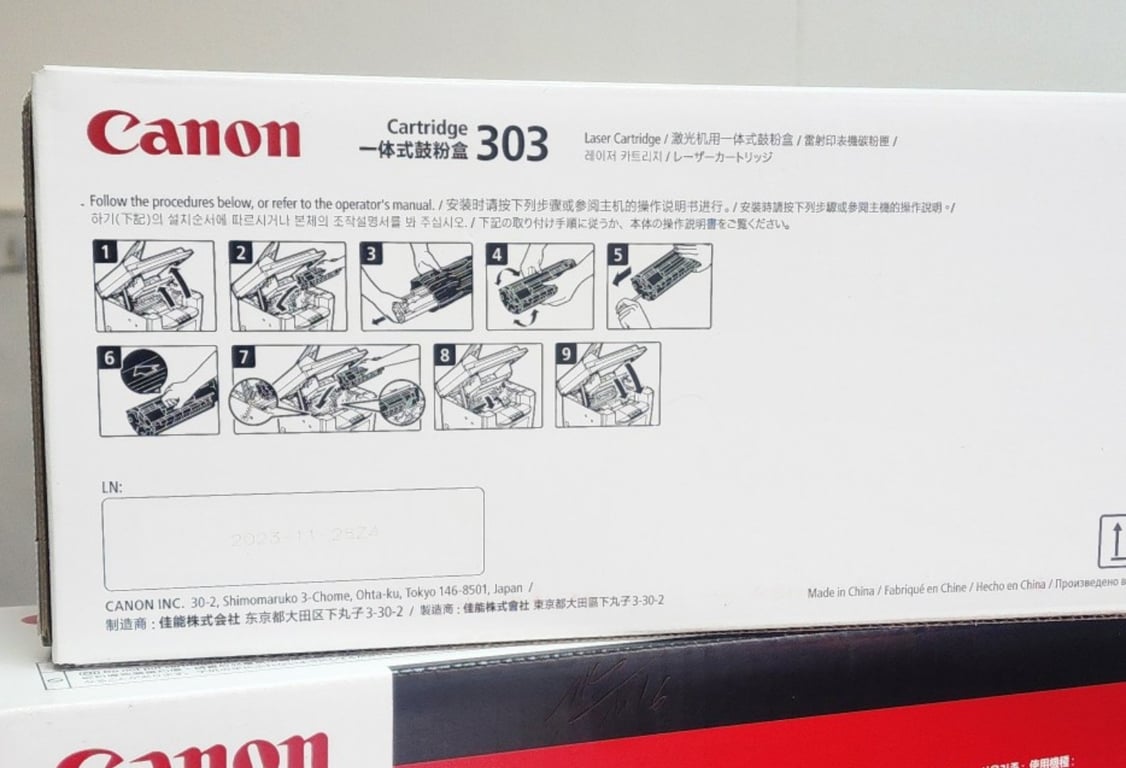 Canon
Cartridge
一体式鼓粉盒
303
Laser Cartridge / 激光机用一体式鼓粉盒 / 雷射印表機碳粉匣 /
레이저 카트리지 / レーザーカートリッジ
Follow the procedures below, or refer to the operator's manual. / 安装时请按下列步骤或参阅主机的操作说明书进行。/ 安裝時請按下列步驟或參閱主機的操作說明。/
하기(下記)의 설치순서에 따르시거나 본체의 조작설명서를 봐 주십시오. / 下記の取り付け手順に従うか、本体の操作説明書をご覧ください。
1 2 3 4 5
6 7 8 9
LN:
2023-11-28ZA
CANON INC. 30-2, Shimomaruko 3-Chome, Ohta-ku, Tokyo 146-8501, Japan /
制造商 : 佳能株式会社 东京都大田区下丸子3-30-2 / 製造商 : 佳能株式會社 東京都大田區下丸子3-30-2
Made in China / Fabriqué en Chine / Hecho en China / Произведено в
Canon
使用機種 :